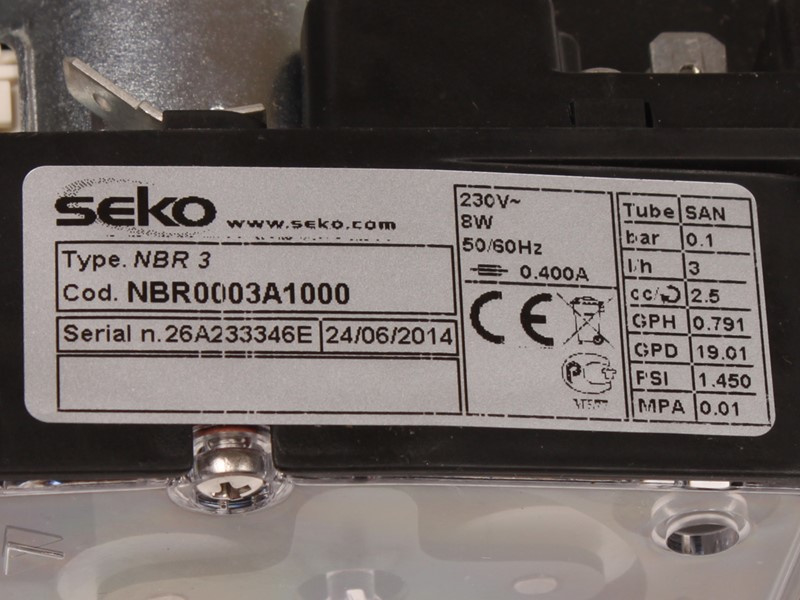 SEKO www.seko.com
Type. NBR 3
Cod. NBR0003A1000
Serial n.26A233346E 24/06/2014
230V~
8W
50/60Hz
0.400A
CE
PCT
Tube SAN
bar 0.1
l/h 3
cc/ 2.5
GPH 0.791
GPD 19.01
PSI 1.450
MPA 0.01